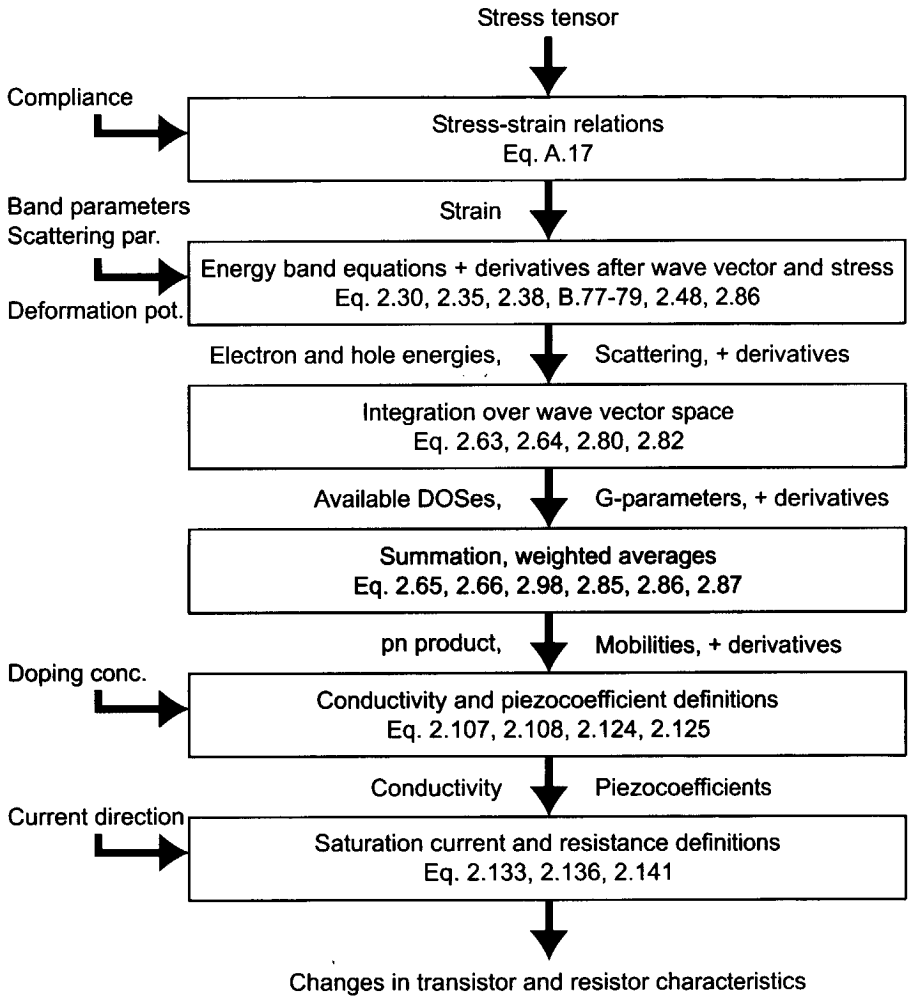 Stress tensor
Compliance
Stress-strain relations
Eq. A.17
Band parameters
Scattering par.
Strain
Energy band equations + derivatives after wave vector and stress
Eq. 2.30, 2.35, 2.38, B.77-79, 2.48, 2.86
Deformation pot.
Electron and hole energies, Scattering, + derivatives
Integration over wave vector space
Eq. 2.63, 2.64, 2.80, 2.82
Available DOSes, G-parameters, + derivatives
Summation, weighted averages
Eq. 2.65, 2.66, 2.98, 2.85, 2.86, 2.87
pn product, Mobilities, + derivatives
Doping conc.
Conductivity and piezocoefficient definitions
Eq. 2.107, 2.108, 2.124, 2.125
Conductivity Piezocoefficients
Current direction
Saturation current and resistance definitions
Eq. 2.133, 2.136, 2.141
Changes in transistor and resistor characteristics